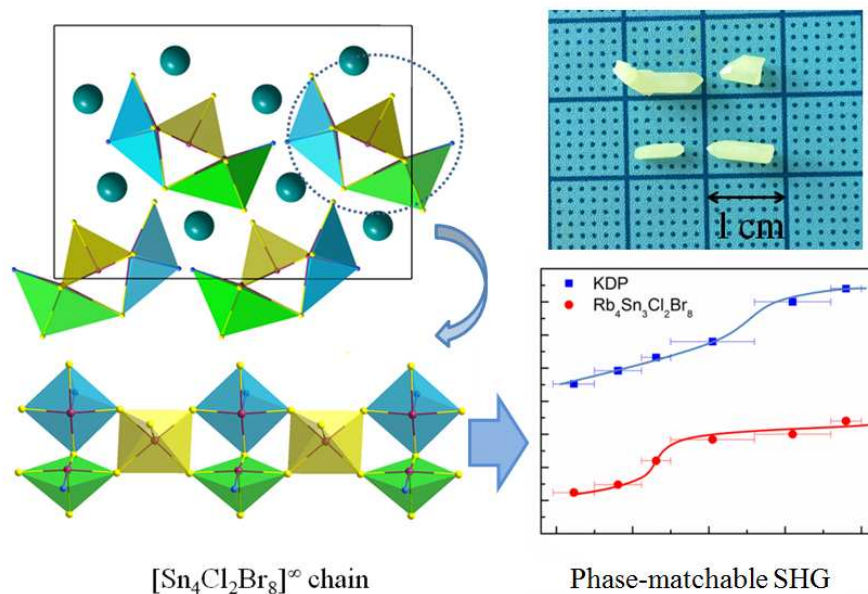 1 cm
KDP
Rb₄Sn₃Cl₂Br₈
[Sn₄Cl₂Br₈]∞ chain
Phase-matchable SHG